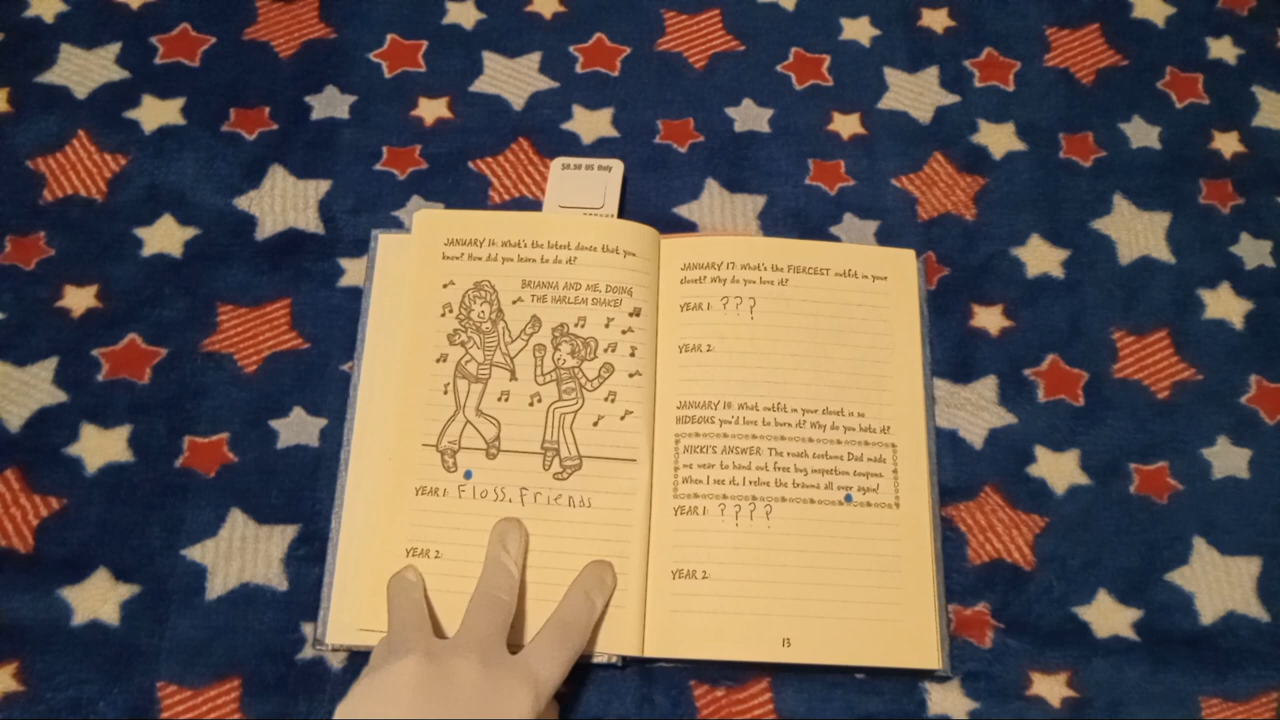 $0.50 US Only
JANUARY 16: What's the latest dance that you
know? How did you learn to do it?
BRIANNA AND ME, DOING
THE HARLEM SHAKE!
YEAR 1: Floss, Friends
YEAR 2:
JANUARY 17: What's the FIERCEST outfit in your
closet? Why do you love it?
YEAR 1: ???
YEAR 2:
JANUARY 18: What outfit in your closet is so
HIDEOUS you'd love to burn it? Why do you hate it?
NIKKI'S ANSWER: The roach costume Dad made
me wear to hand out free bug inspection coupons.
When I see it, I relive the trauma all over again!
YEAR 1: ????
YEAR 2:
13